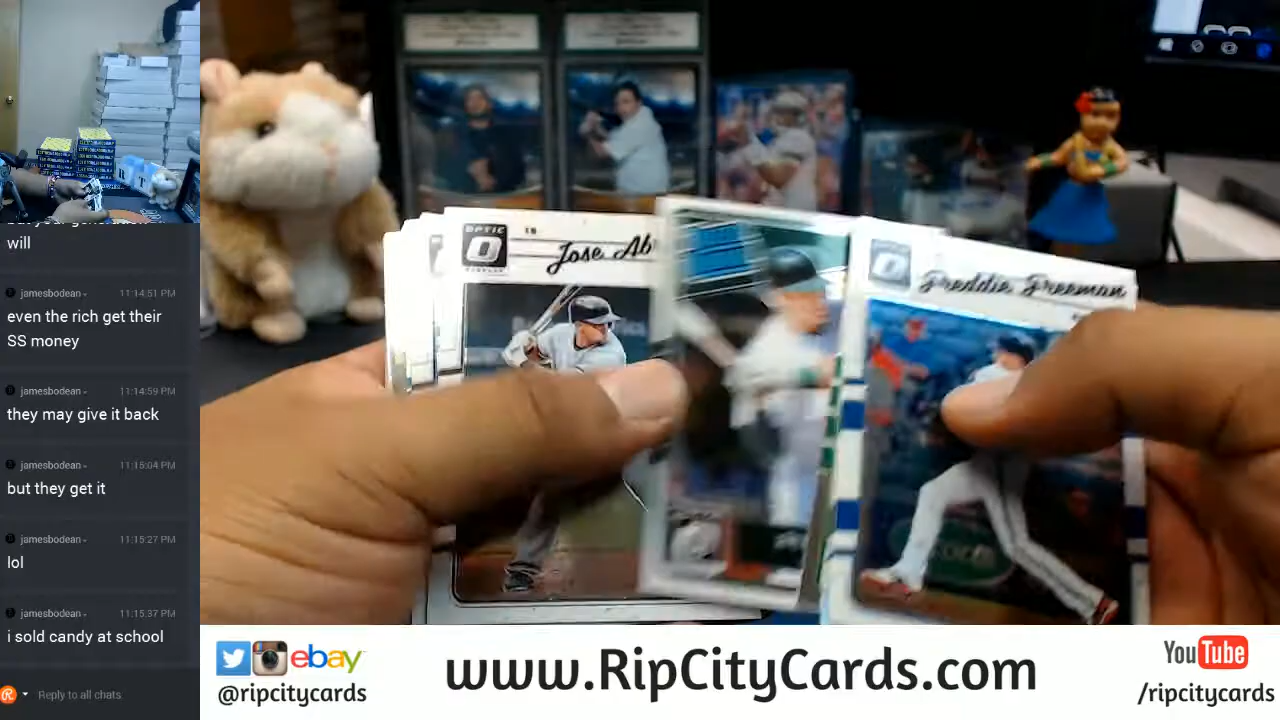 will
jamesbodean 11:14:51 PM
even the rich get their
SS money
jamesbodean 11:14:59 PM
they may give it back
jamesbodean 11:15:04 PM
but they get it
jamesbodean 11:15:27 PM
lol
jamesbodean 11:15:37 PM
i sold candy at school
Reply to all chats
OPTIC
Jose Ab
Freddie Freeman
ebay
@ripcitycards
www.RipCityCards.com
YouTube
/ripcitycards